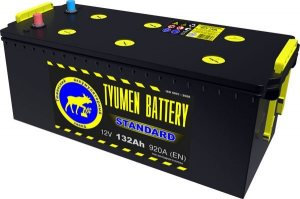 TYUMEN BATTERY
STANDARD
12V 132Ah 920A (EN)